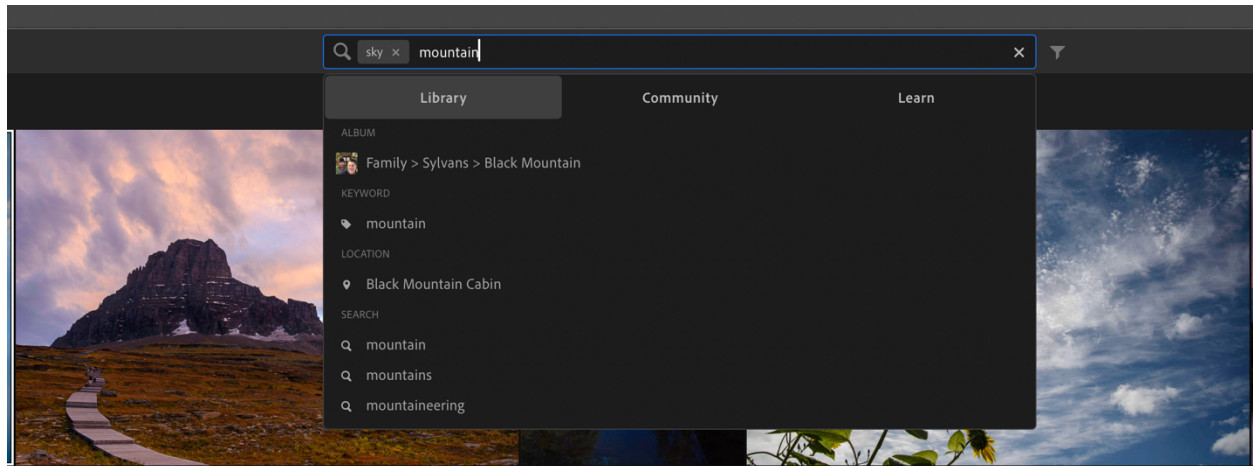 sky × mountain ×
Library Community Learn
ALBUM
Family > Sylvans > Black Mountain
KEYWORD
mountain
LOCATION
Black Mountain Cabin
SEARCH
mountain
mountains
mountaineering